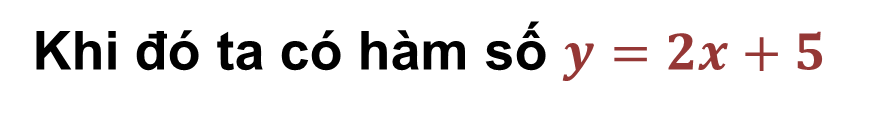 Khi đó ta có hàm số y = 2x + 5